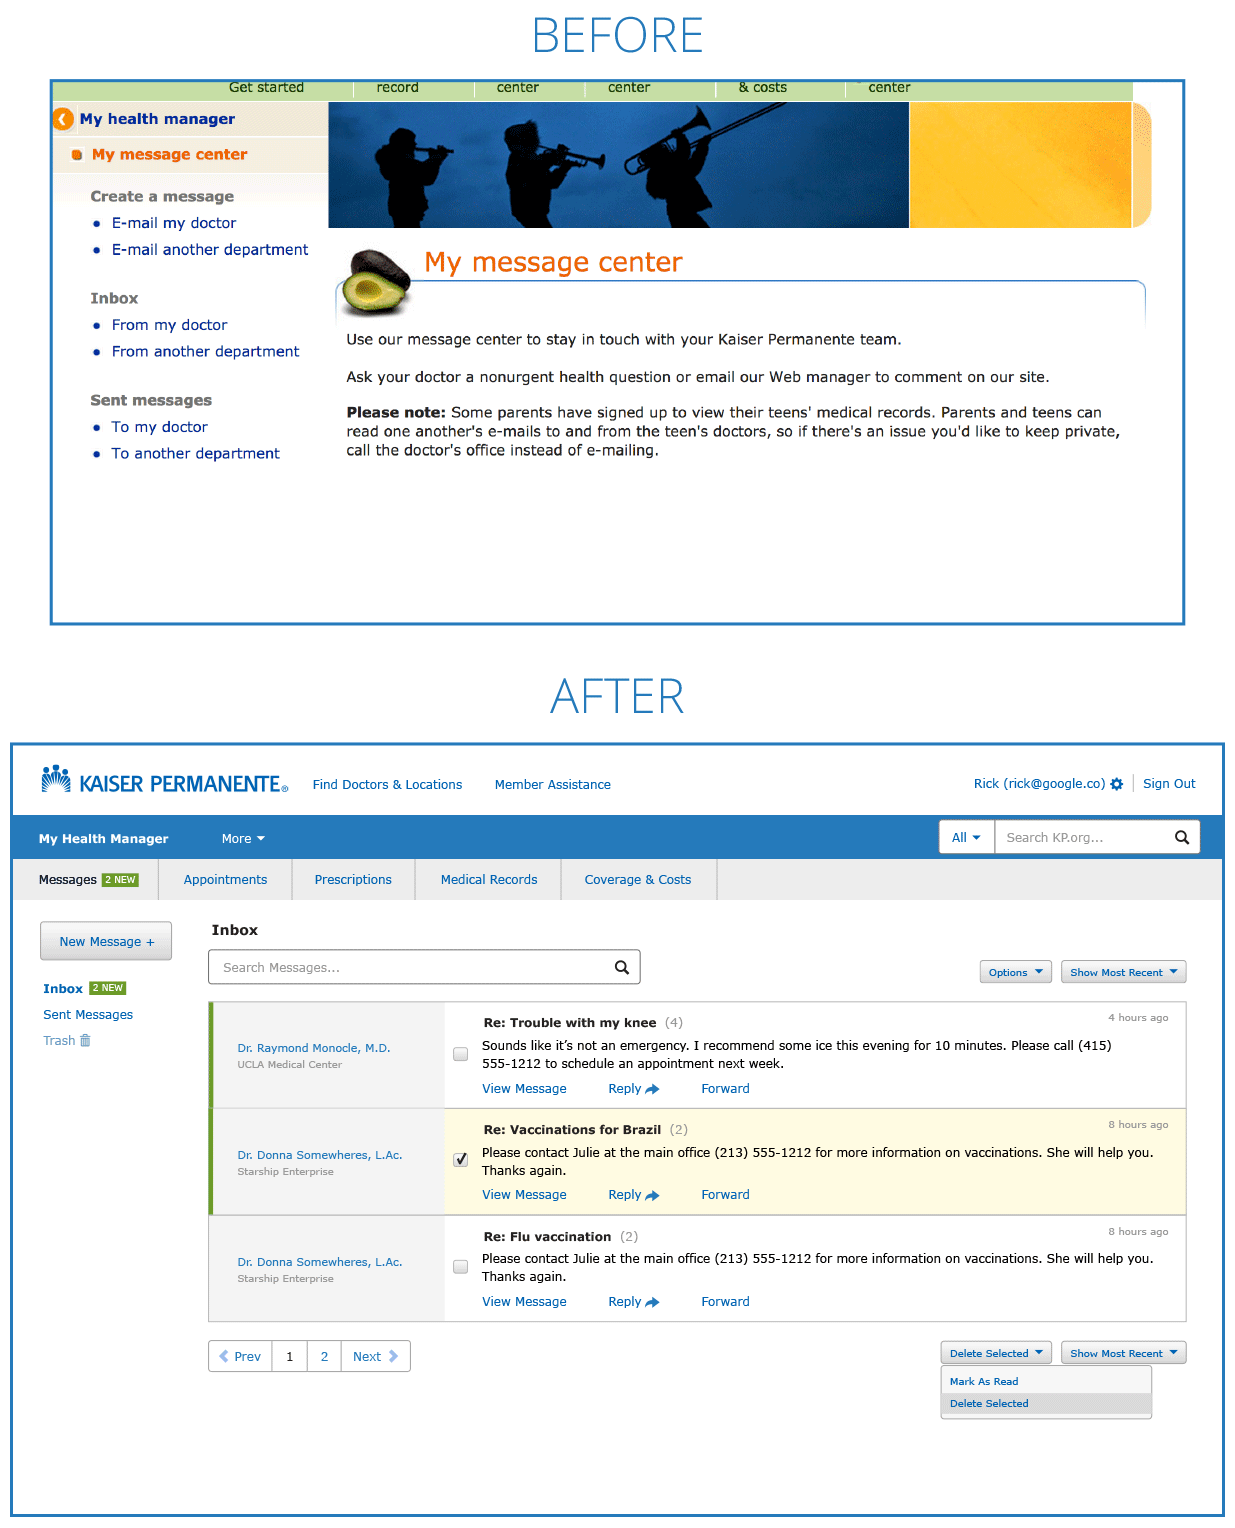 BEFORE
Get started
record
center
center
& costs
center
My health manager
My message center
Create a message
E-mail my doctor
E-mail another department
Inbox
From my doctor
From another department
Sent messages
To my doctor
To another department
My message center
Use our message center to stay in touch with your Kaiser Permanente team.
Ask your doctor a nonurgent health question or email our Web manager to comment on our site.
Please note: Some parents have signed up to view their teens' medical records. Parents and teens can
read one another's e-mails to and from the teen's doctors, so if there's an issue you'd like to keep private,
call the doctor's office instead of e-mailing.
AFTER
KAISER PERMANENTE® Find Doctors & Locations Member Assistance Rick (rick@google.co) Sign Out
My Health Manager More All Search KP.org...
Messages 2 NEW Appointments Prescriptions Medical Records Coverage & Costs
New Message +
Inbox 2 NEW
Sent Messages
Trash
Inbox
Search Messages...
Options Show Most Recent
Dr. Raymond Monocle, M.D.
UCLA Medical Center
Re: Trouble with my knee (4) 4 hours ago
Sounds like it's not an emergency. I recommend some ice this evening for 10 minutes. Please call (415)
555-1212 to schedule an appointment next week.
View Message Reply Forward
Dr. Donna Somewheres, L.Ac.
Starship Enterprise
Re: Vaccinations for Brazil (2) 8 hours ago
Please contact Julie at the main office (213) 555-1212 for more information on vaccinations. She will help you.
Thanks again.
View Message Reply Forward
Dr. Donna Somewheres, L.Ac.
Starship Enterprise
Re: Flu vaccination (2) 8 hours ago
Please contact Julie at the main office (213) 555-1212 for more information on vaccinations. She will help you.
Thanks again.
View Message Reply Forward
Prev 1 2 Next
Delete Selected Show Most Recent
Mark As Read
Delete Selected